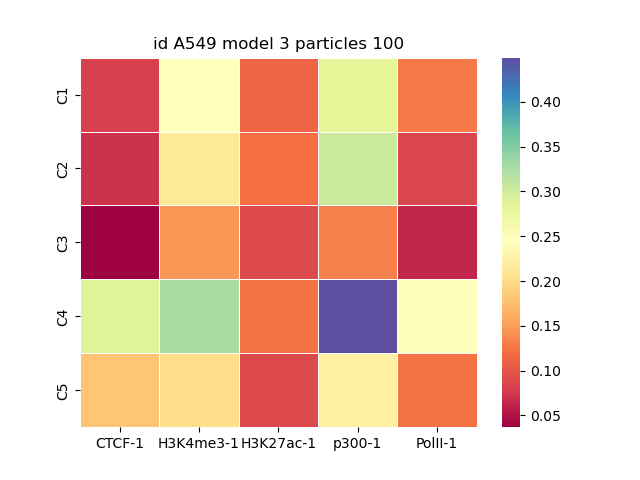 id A549 model 3 particles 100
C1
C2
C3
C4
C5
CTCF-1 H3K4me3-1 H3K27ac-1 p300-1 PolII-1
0.40
0.35
0.30
0.25
0.20
0.15
0.10
0.05